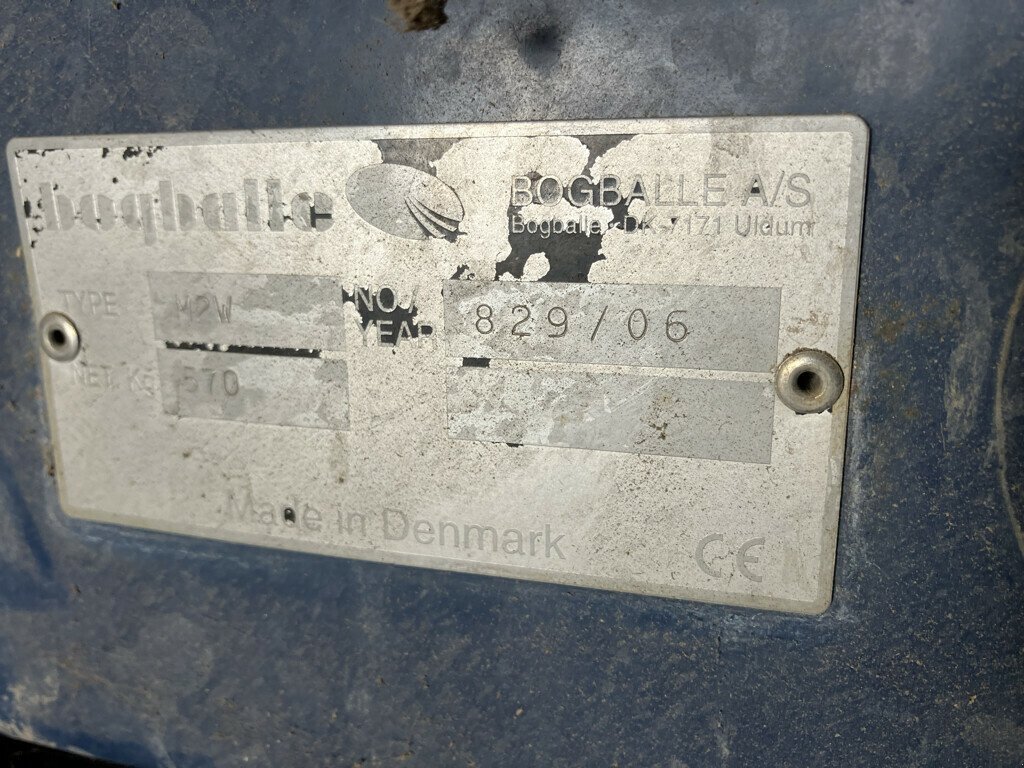 bogballe
BOGBALLE A/S
Bogballe · DK-7171 Uldum
TYPE M2W
NO./
YEAR 829/06
NET. KG 570
Made in Denmark
CE